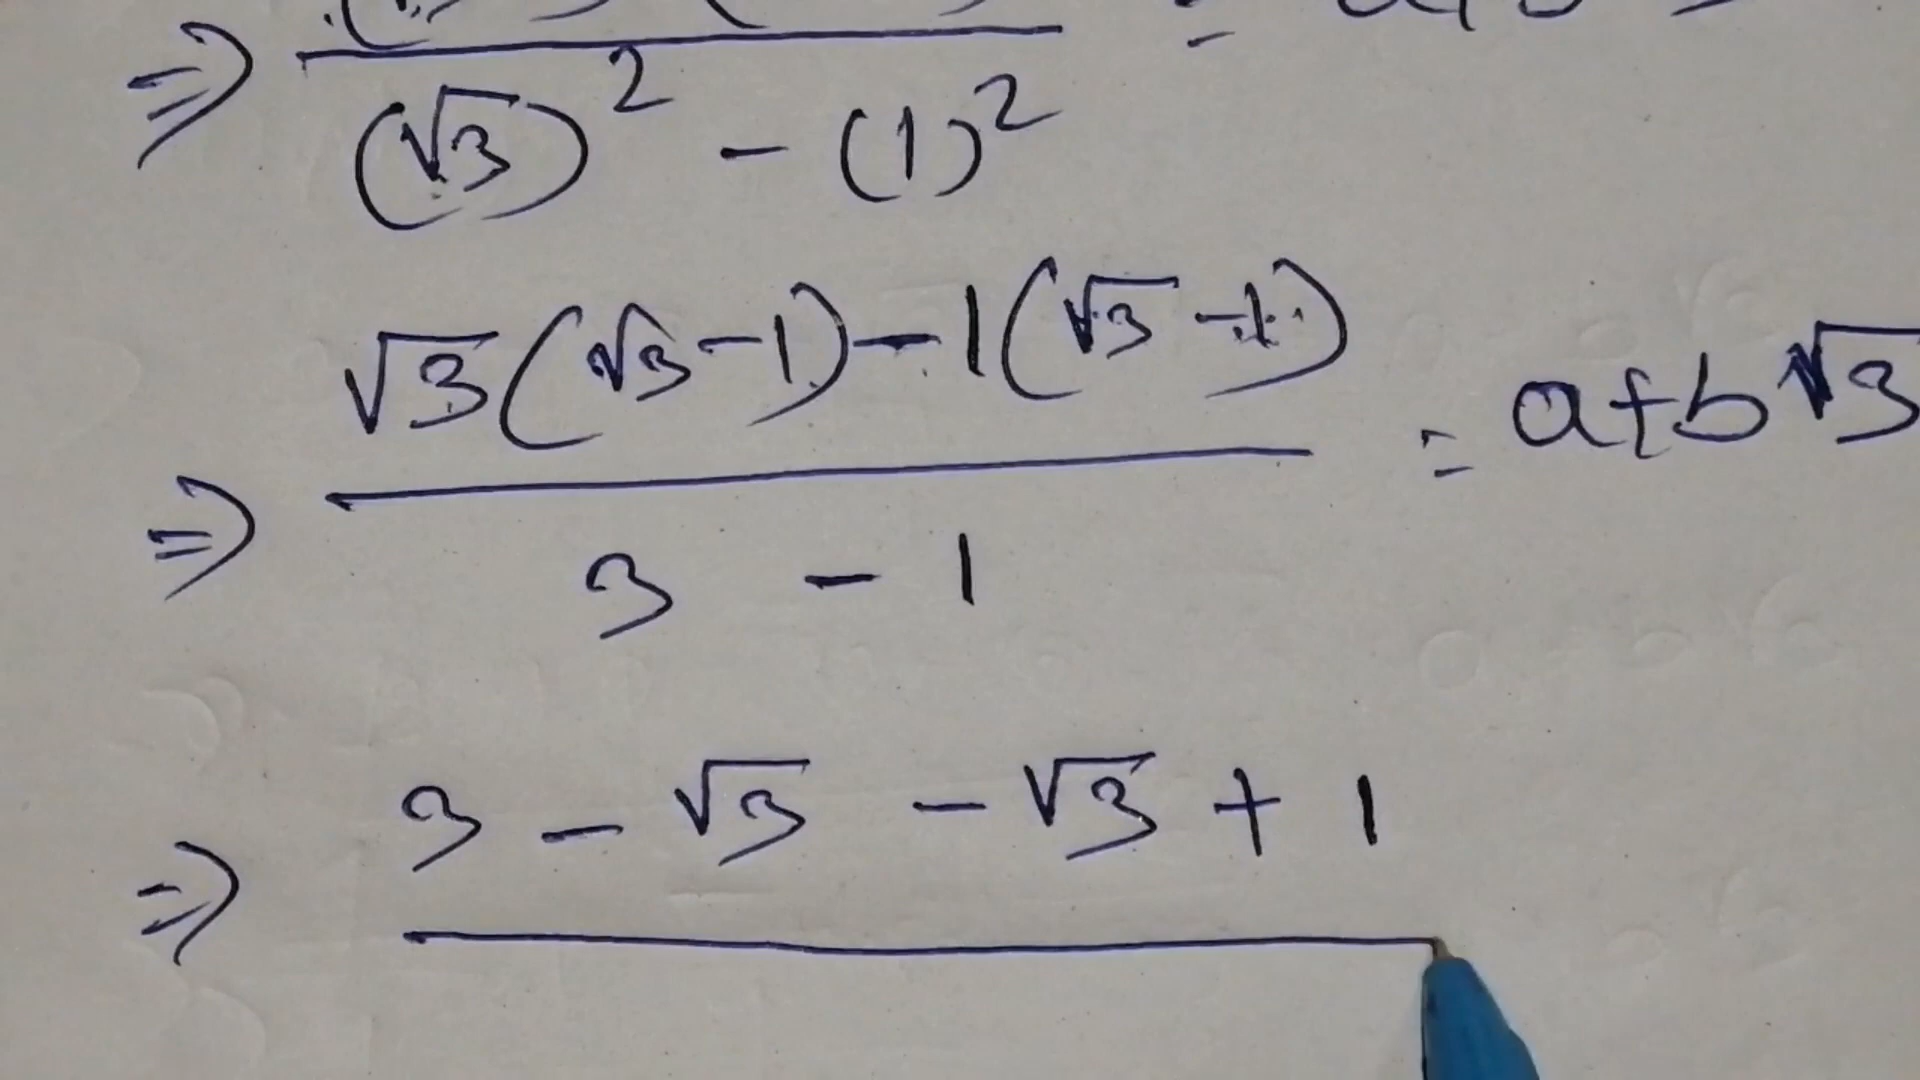 ⇒ / (√3)² - (1)² =
⇒ √3(√3-1)-1(√3-1) / 3 - 1 = a+b√3
⇒ 3 - √3 - √3 + 1